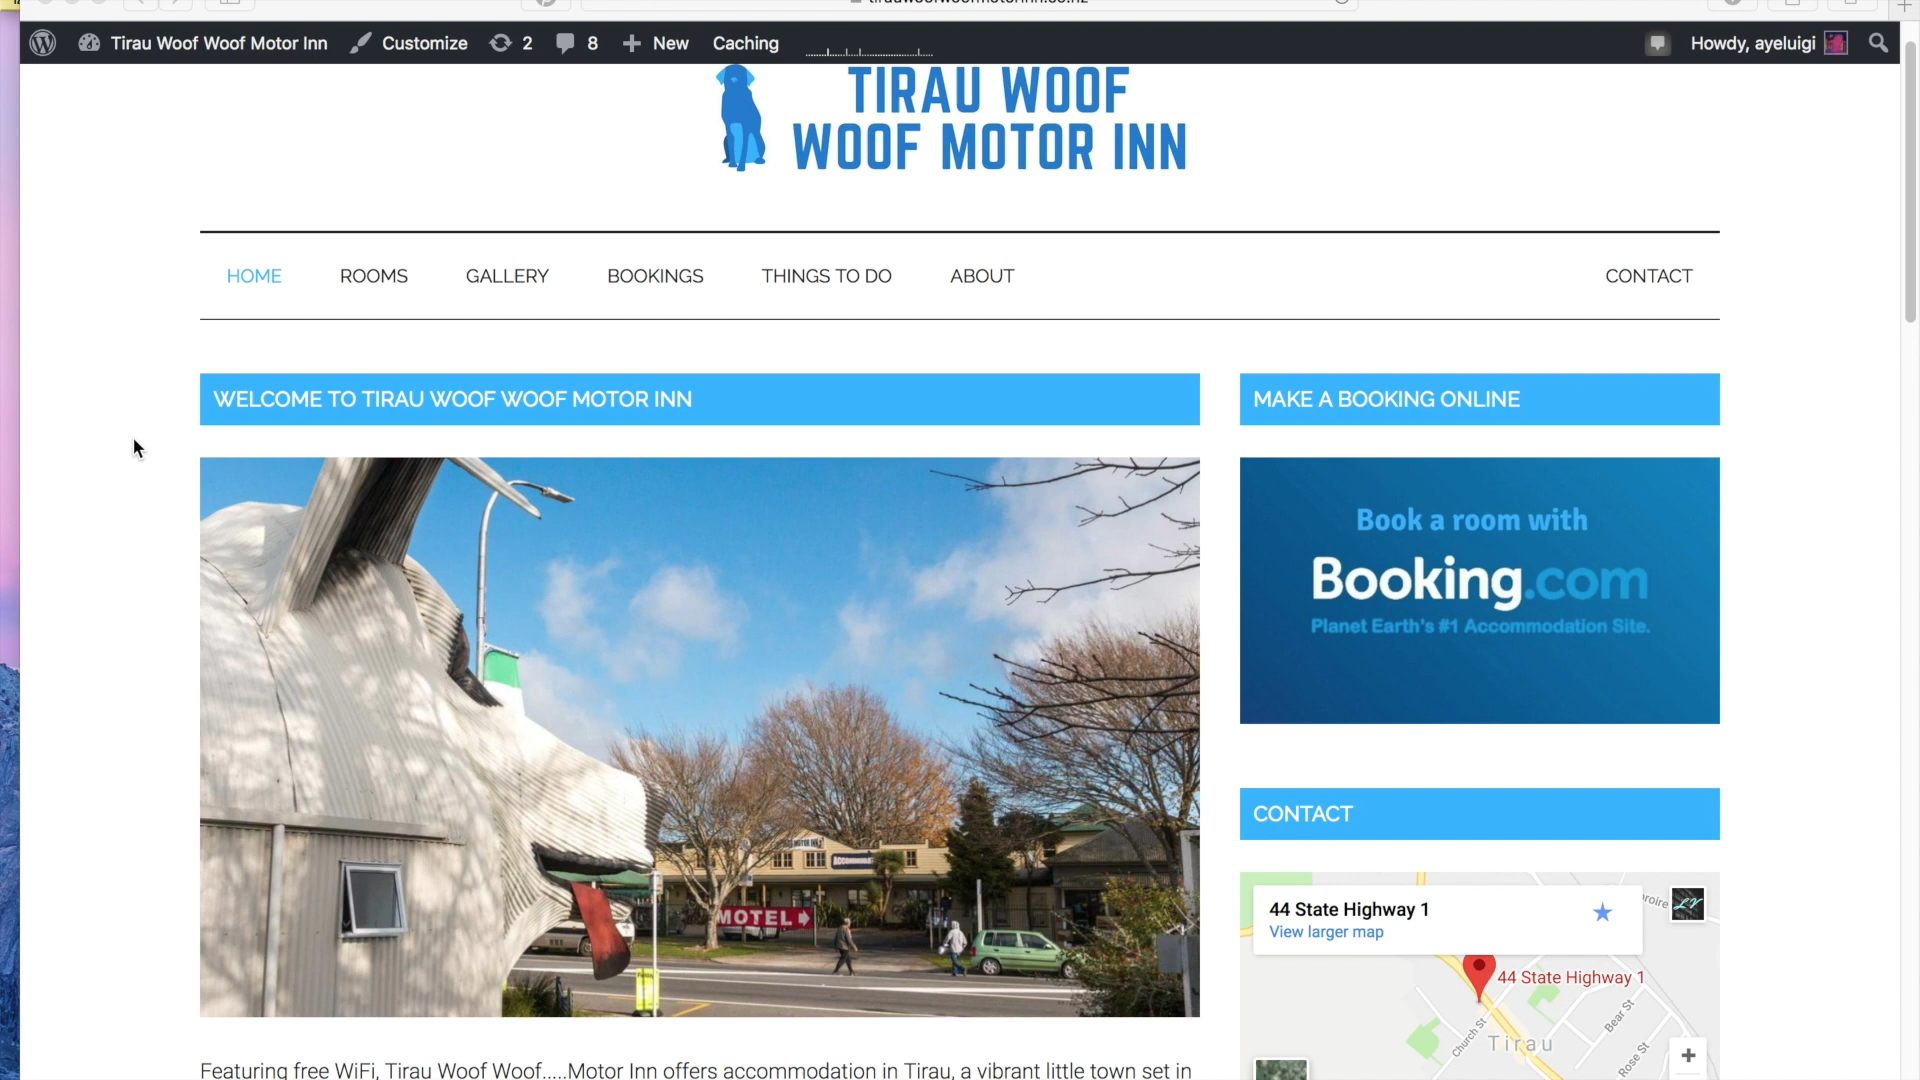 Tirau Woof Woof Motor Inn Customize 2 8 New Caching Howdy, ayeluigi
TIRAU WOOF
WOOF MOTOR INN
HOME ROOMS GALLERY BOOKINGS THINGS TO DO ABOUT CONTACT
WELCOME TO TIRAU WOOF WOOF MOTOR INN
MAKE A BOOKING ONLINE
Book a room with
Booking.com
Planet Earth's #1 Accommodation Site.
MOTEL
CONTACT
44 State Highway 1
View larger map
44 State Highway 1
Church St
Tirau
Bear St
Rose St
Featuring free WiFi, Tirau Woof Woof.....Motor Inn offers accommodation in Tirau, a vibrant little town set in